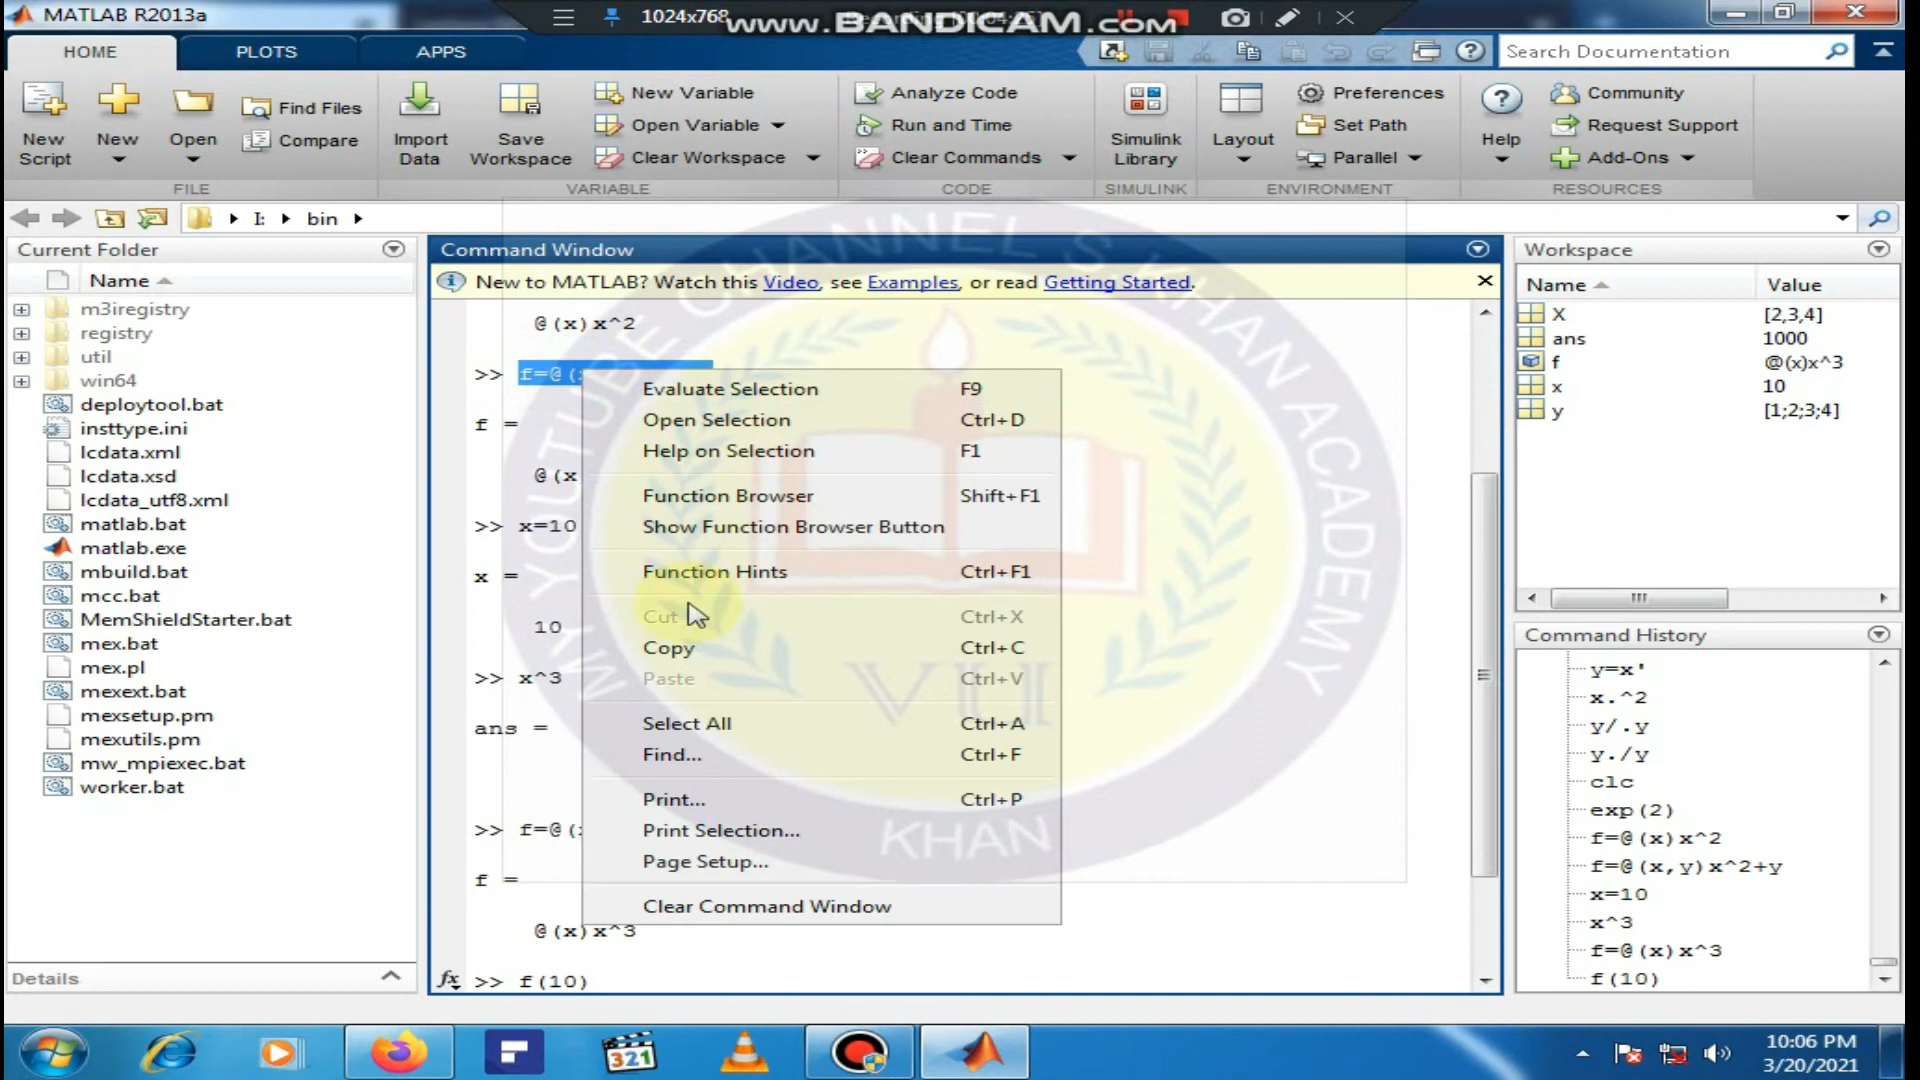 MATLAB R2013a
1024x768
www.BANDICAM.com
HOME
PLOTS
APPS
Search Documentation
New Script
New
Open
Find Files
Compare
Import Data
Save Workspace
New Variable
Open Variable
Clear Workspace
Analyze Code
Run and Time
Clear Commands
Simulink Library
Layout
Preferences
Set Path
Parallel
Help
Community
Request Support
Add-Ons
FILE
VARIABLE
CODE
SIMULINK
ENVIRONMENT
RESOURCES
I:
bin
Current Folder
Name
m3iregistry
registry
util
win64
deploytool.bat
insttype.ini
lcdata.xml
lcdata.xsd
lcdata_utf8.xml
matlab.bat
matlab.exe
mbuild.bat
mcc.bat
MemShieldStarter.bat
mex.bat
mex.pl
mexext.bat
mexsetup.pm
mexutils.pm
mw_mpiexec.bat
worker.bat
Details
Command Window
New to MATLAB? Watch this Video, see Examples, or read Getting Started.
@(x)x^2
>> f=@(
f =
@(x
>> x=10
x =
10
>> x^3
ans =
>> f=@(
f =
@(x)x^3
fx >> f(10)
Evaluate Selection F9
Open Selection Ctrl+D
Help on Selection F1
Function Browser Shift+F1
Show Function Browser Button
Function Hints Ctrl+F1
Cut Ctrl+X
Copy Ctrl+C
Paste Ctrl+V
Select All Ctrl+A
Find... Ctrl+F
Print... Ctrl+P
Print Selection...
Page Setup...
Clear Command Window
MY YOUTUBE CHANNEL S.KHAN ACADEMY
VU
KHAN
Workspace
Name Value
X [2,3,4]
ans 1000
f @(x)x^3
x 10
y [1;2;3;4]
Command History
y=x'
x.^2
y/.y
y./y
clc
exp(2)
f=@(x)x^2
f=@(x,y)x^2+y
x=10
x^3
f=@(x)x^3
f(10)
321
10:06 PM
3/20/2021